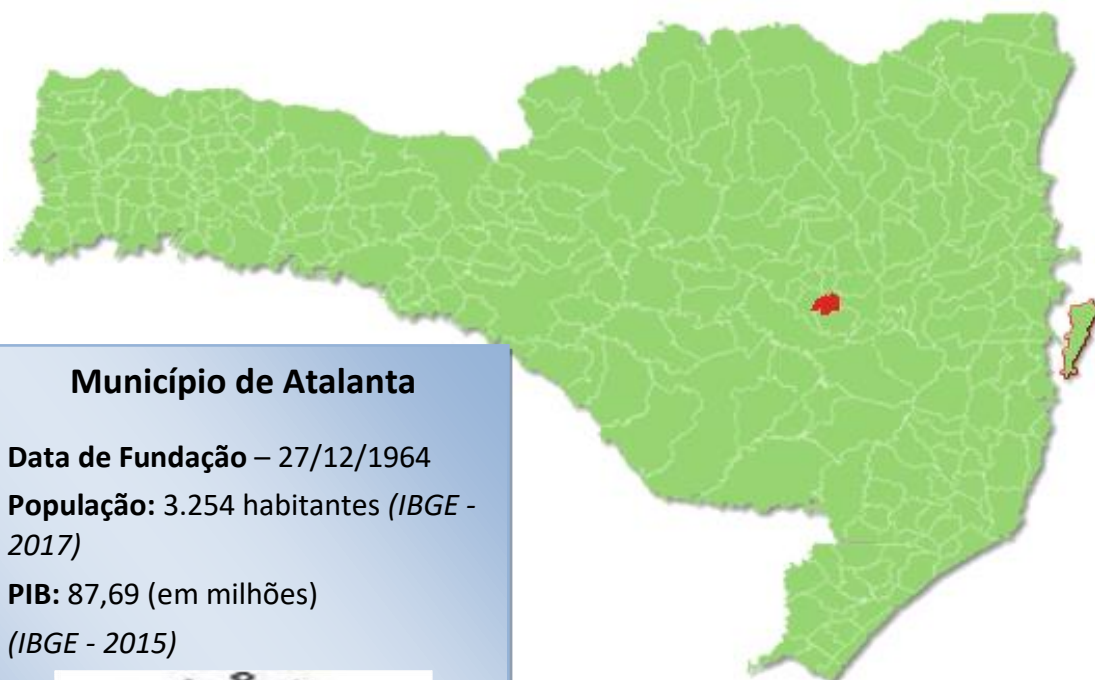 Município de Atalanta
Data de Fundação – 27/12/1964
População: 3.254 habitantes (IBGE -
2017)
PIB: 87,69 (em milhões)
(IBGE - 2015)